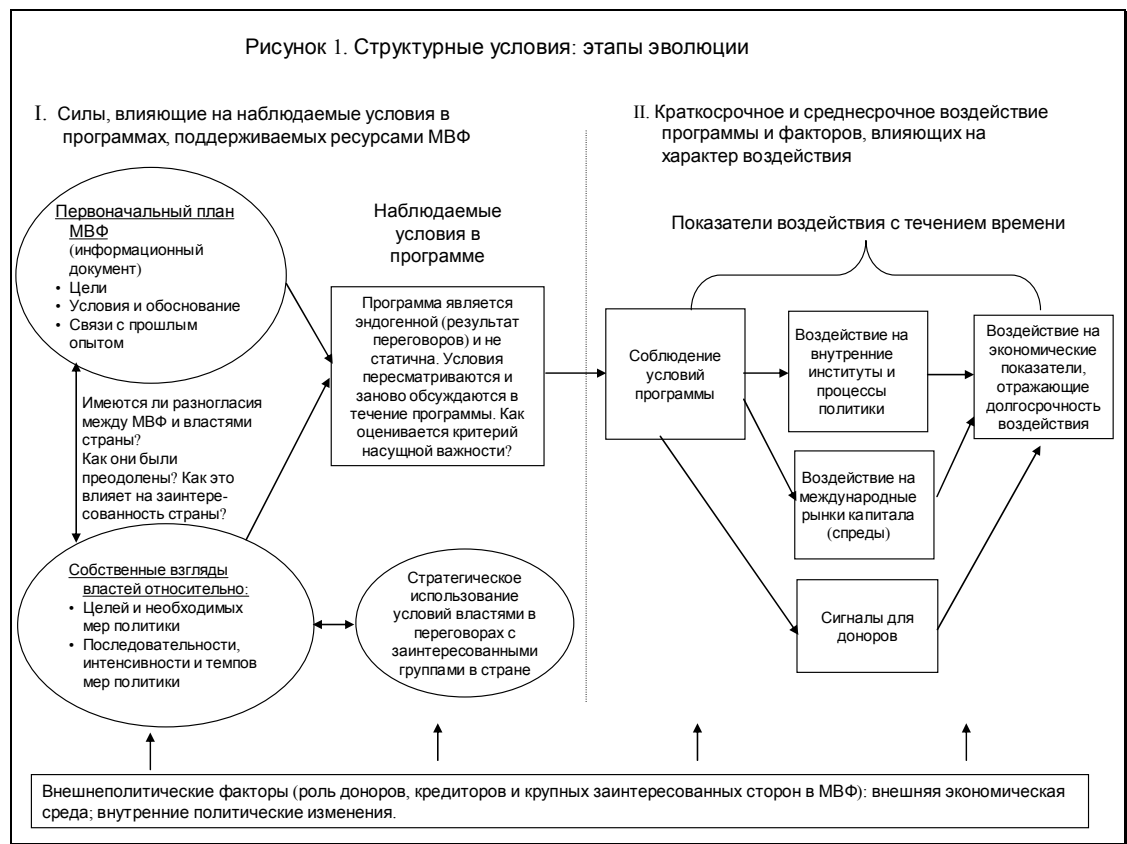 Рисунок 1. Структурные условия: этапы эволюции
I. Силы, влияющие на наблюдаемые условия в
программах, поддерживаемых ресурсами МВФ
II. Краткосрочное и среднесрочное воздействие
программы и факторов, влияющих на
характер воздействия
Первоначальный план
МВФ
(информационный
документ)
• Цели
• Условия и обоснование
• Связи с прошлым
опытом
Наблюдаемые
условия в
программе
Программа является
эндогенной (результат
переговоров) и не
статична. Условия
пересматриваются и
заново обсуждаются в
течение программы. Как
оценивается критерий
насущной важности?
Имеются ли разногласия
между МВФ и властями
страны?
Как они были
преодолены? Как это
влияет на заинтере-
сованность страны?
Собственные взгляды
властей относительно:
• Целей и необходимых
мер политики
• Последовательности,
интенсивности и темпов
мер политики
Стратегическое
использование
условий властями в
переговорах с
заинтересованными
группами в стране
Показатели воздействия с течением времени
Соблюдение
условий
программы
Воздействие на
внутренние
институты и
процессы
политики
Воздействие на
экономические
показатели,
отражающие
долгосрочность
воздействия
Воздействие на
международные
рынки капитала
(спреды)
Сигналы для
доноров
Внешнеполитические факторы (роль доноров, кредиторов и крупных заинтересованных сторон в МВФ): внешняя экономическая
среда; внутренние политические изменения.